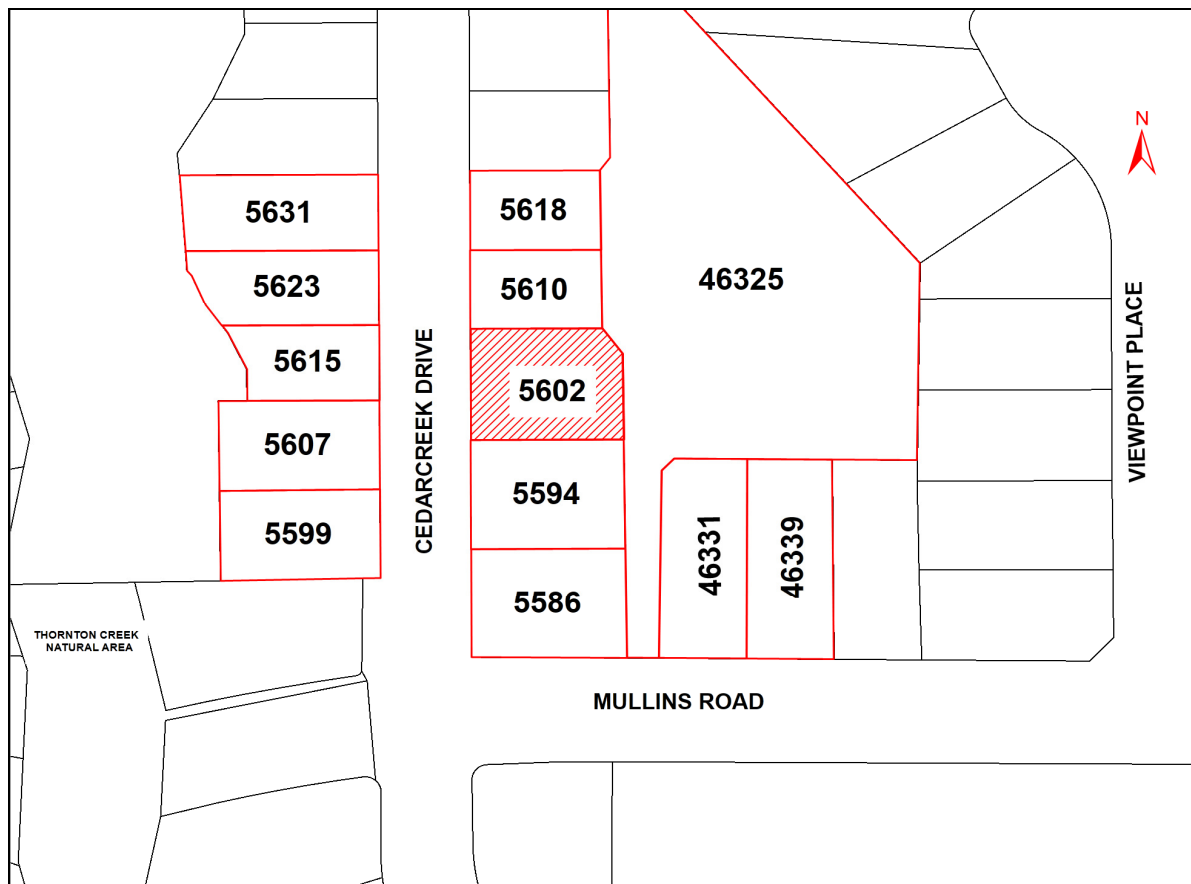 N
5631
5618
5623
5610
46325
5615
5602
5607
5594
5599
5586
46331
46339
CEDARCREEK DRIVE
VIEWPOINT PLACE
THORNTON CREEK
NATURAL AREA
MULLINS ROAD